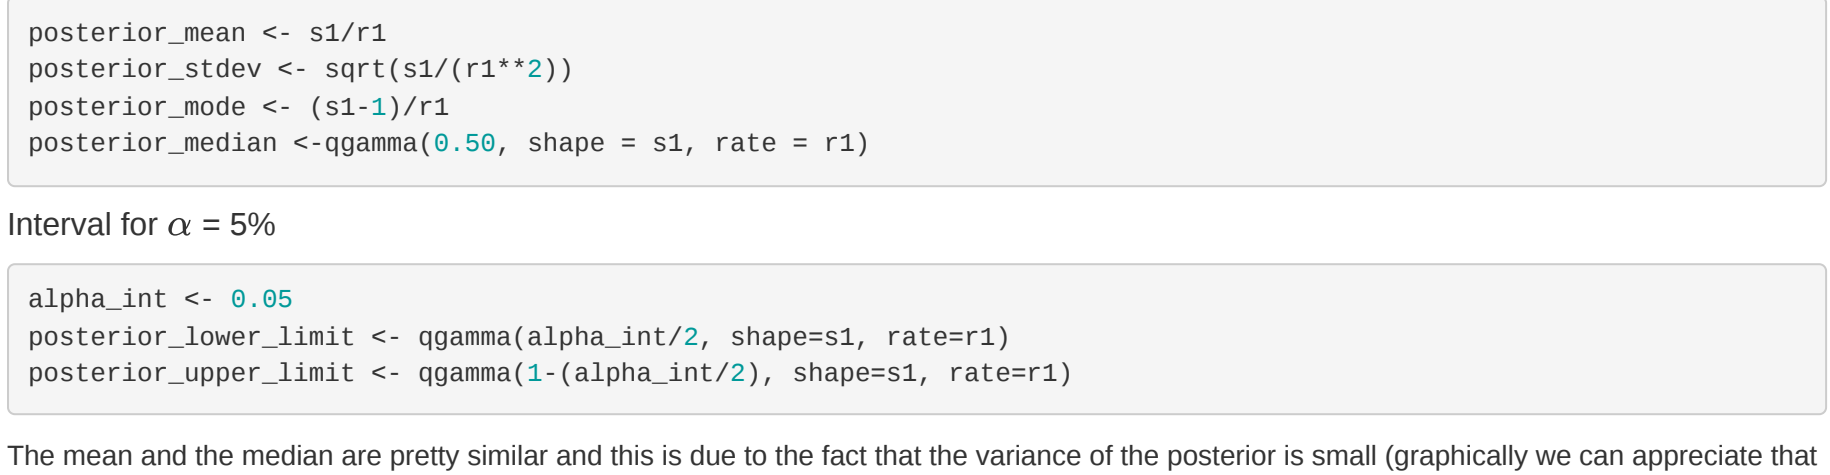 posterior_mean <- s1/r1
posterior_stdev <- sqrt(s1/(r1**2))
posterior_mode <- (s1-1)/r1
posterior_median <-qgamma(0.50, shape = s1, rate = r1)
Interval for α = 5%
alpha_int <- 0.05
posterior_lower_limit <- qgamma(alpha_int/2, shape=s1, rate=r1)
posterior_upper_limit <- qgamma(1-(alpha_int/2), shape=s1, rate=r1)
The mean and the median are pretty similar and this is due to the fact that the variance of the posterior is small (graphically we can appreciate that